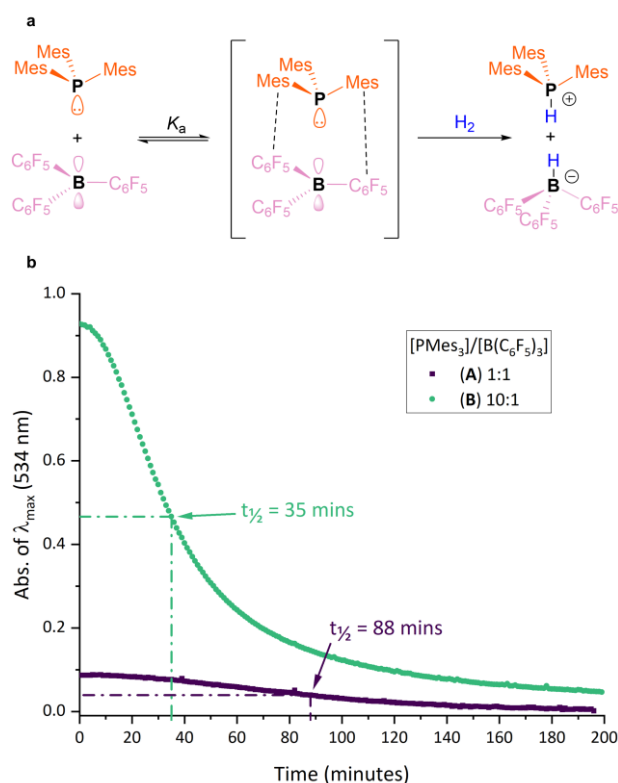 a
Mes
Mes Mes
P
+
C₆F₅
B C₆F₅
C₆F₅
Kₐ
Mes
Mes Mes
P
C₆F₅
B C₆F₅
C₆F₅
H₂
Mes
Mes Mes
P ⊕
H
+
H
B ⊖
C₆F₅ C₆F₅ C₆F₅
b
1.0
0.8
0.6
0.4
0.2
0.0
Abs. of λmax (534 nm)
[PMes₃]/[B(C₆F₅)₃]
(A) 1:1
(B) 10:1
t½ = 35 mins
t½ = 88 mins
0 20 40 60 80 100 120 140 160 180 200
Time (minutes)